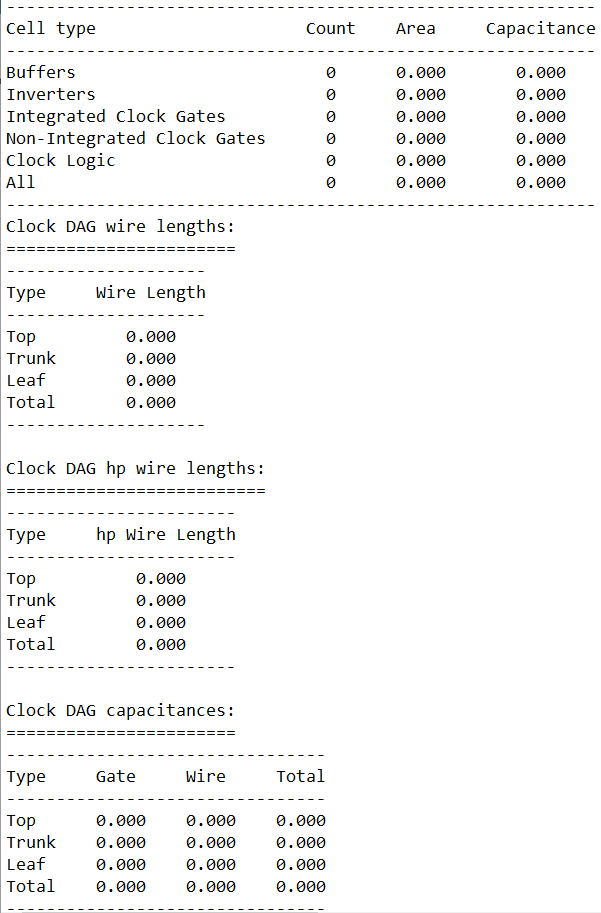 ------------------------------------------------------------
Cell type                     Count    Area     Capacitance
------------------------------------------------------------
Buffers                         0      0.000       0.000
Inverters                       0      0.000       0.000
Integrated Clock Gates          0      0.000       0.000
Non-Integrated Clock Gates      0      0.000       0.000
Clock Logic                     0      0.000       0.000
All                             0      0.000       0.000
------------------------------------------------------------
Clock DAG wire lengths:
=======================
--------------------
Type     Wire Length
--------------------
Top         0.000
Trunk       0.000
Leaf        0.000
Total       0.000
--------------------

Clock DAG hp wire lengths:
==========================
-----------------------
Type     hp Wire Length
-----------------------
Top          0.000
Trunk        0.000
Leaf         0.000
Total        0.000
-----------------------

Clock DAG capacitances:
=======================
--------------------------------
Type     Gate     Wire     Total
--------------------------------
Top      0.000    0.000    0.000
Trunk    0.000    0.000    0.000
Leaf     0.000    0.000    0.000
Total    0.000    0.000    0.000
--------------------------------